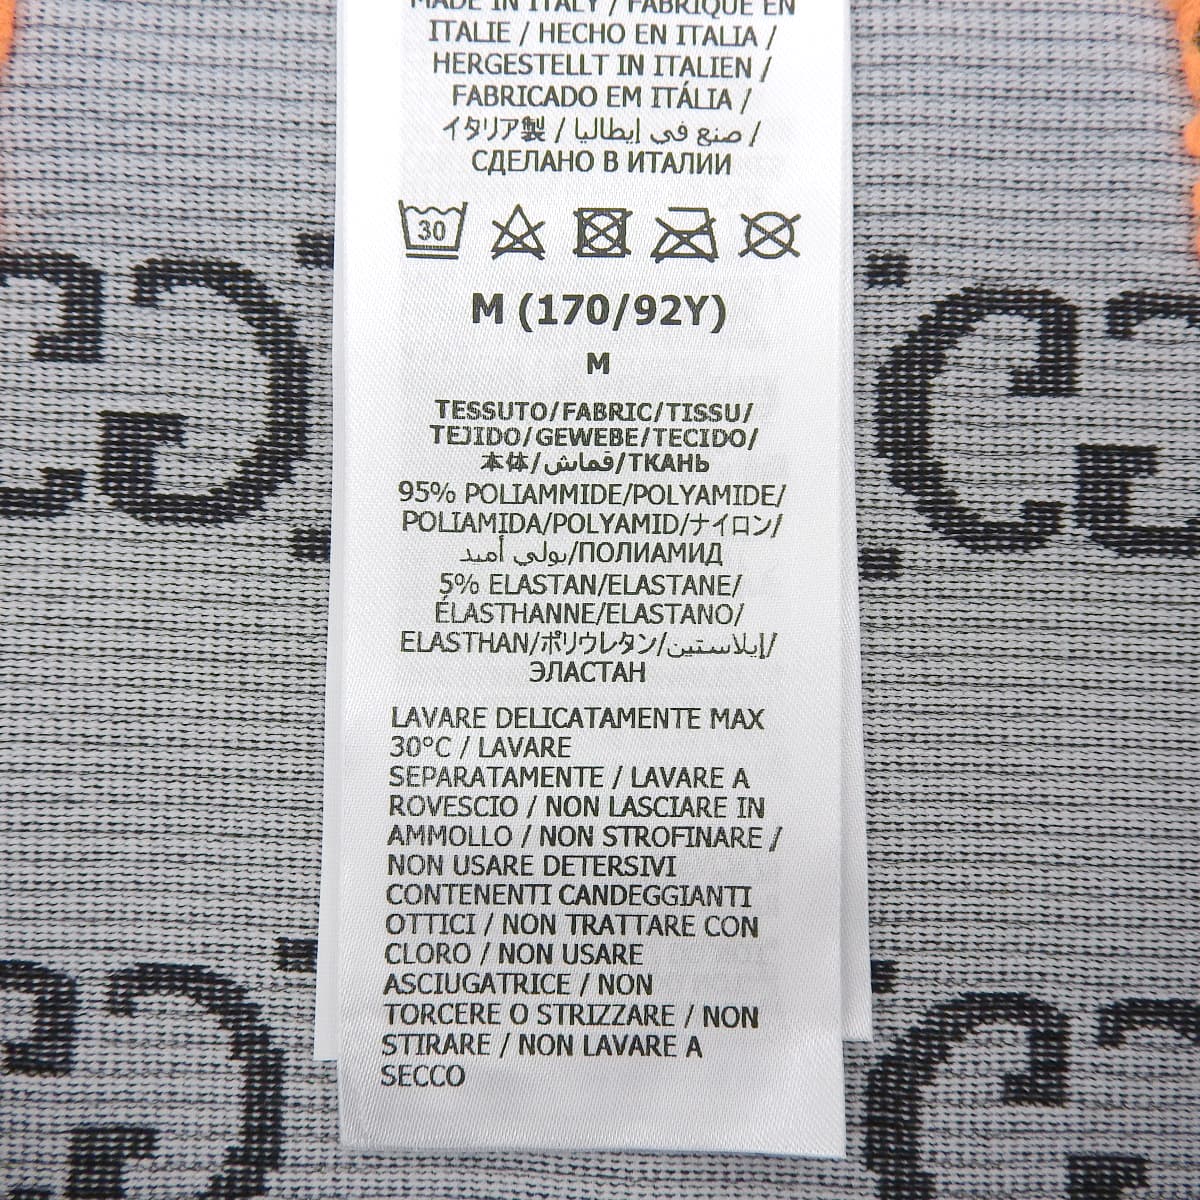 MADE IN ITALY / FABRIQUÉ EN
ITALIE / HECHO EN ITALIA /
HERGESTELLT IN ITALIEN /
FABRICADO EM ITÁLIA /
イタリア製 / صنع في إيطاليا /
СДЕЛАНО В ИТАЛИИ
30
M (170/92Y)
M
TESSUTO/FABRIC/TISSU/
TEJIDO/GEWEBE/TECIDO/
本体/قماش/ТКАНЬ
95% POLIAMMIDE/POLYAMIDE/
POLIAMIDA/POLYAMID/ナイロン/
بولي أميد/ПОЛИАМИД
5% ELASTAN/ELASTANE/
ÉLASTHANNE/ELASTANO/
ELASTHAN/ポリウレタン/إيلاستين/
ЭЛАСТАН
LAVARE DELICATAMENTE MAX
30°C / LAVARE
SEPARATAMENTE / LAVARE A
ROVESCIO / NON LASCIARE IN
AMMOLLO / NON STROFINARE /
NON USARE DETERSIVI
CONTENENTI CANDEGGIANTI
OTTICI / NON TRATTARE CON
CLORO / NON USARE
ASCIUGATRICE / NON
TORCERE O STRIZZARE / NON
STIRARE / NON LAVARE A
SECCO